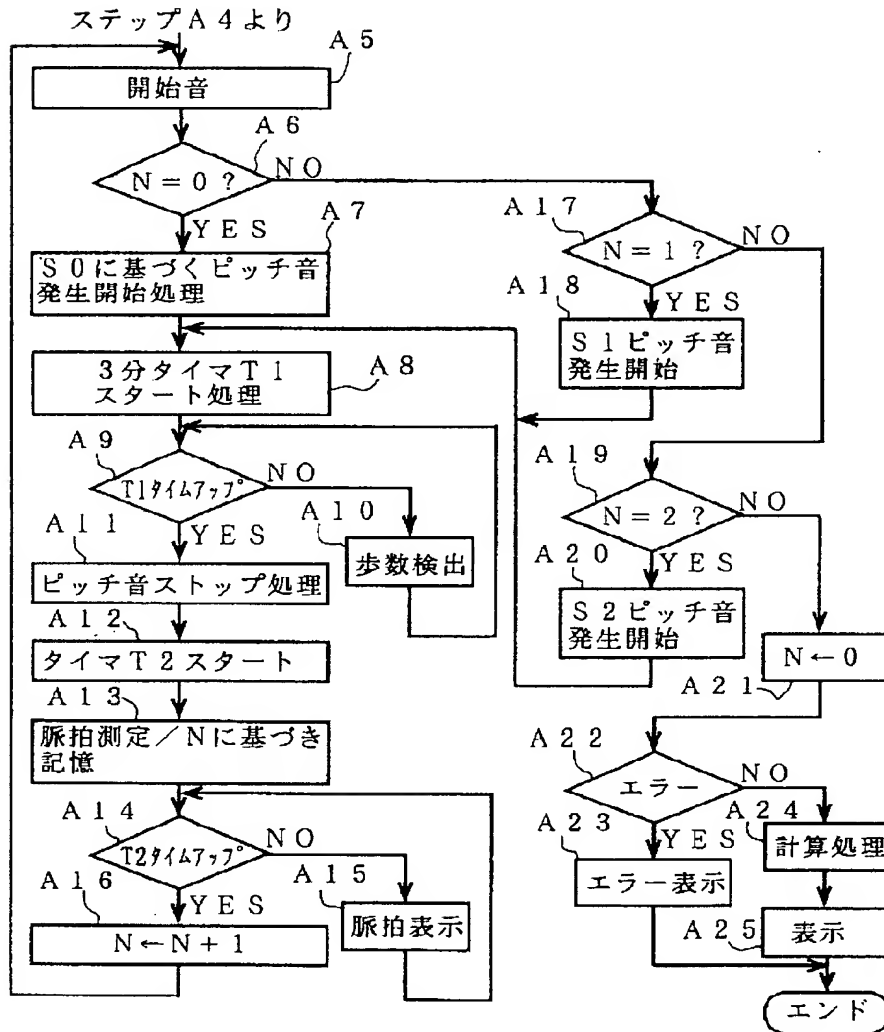 ステップA4より
A5
開始音
A6
N=0?
NO
YES
A7
S0に基づくピッチ音
発生開始処理
3分タイマT1
スタート処理
A8
A9
T1タイムアップ
NO
YES
A10
歩数検出
A11
ピッチ音ストップ処理
A12
タイマT2スタート
A13
脈拍測定/Nに基づき
記憶
A14
T2タイムアップ
NO
YES
A15
脈拍表示
A16
N←N+1
A17
N=1?
NO
YES
A18
S1ピッチ音
発生開始
A19
N=2?
NO
YES
A20
S2ピッチ音
発生開始
N←0
A21
A22
エラー
NO
YES
A23
エラー表示
A24
計算処理
A25
表示
エンド